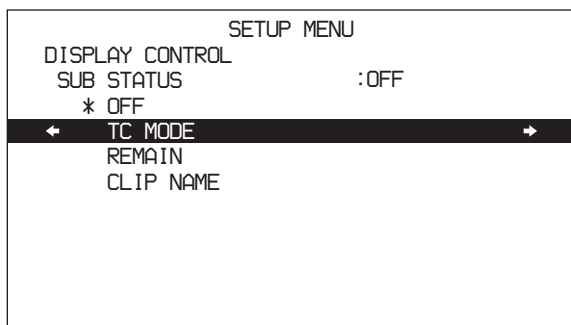 SETUP MENU
DISPLAY CONTROL
SUB STATUS :OFF
* OFF
TC MODE
REMAIN
CLIP NAME